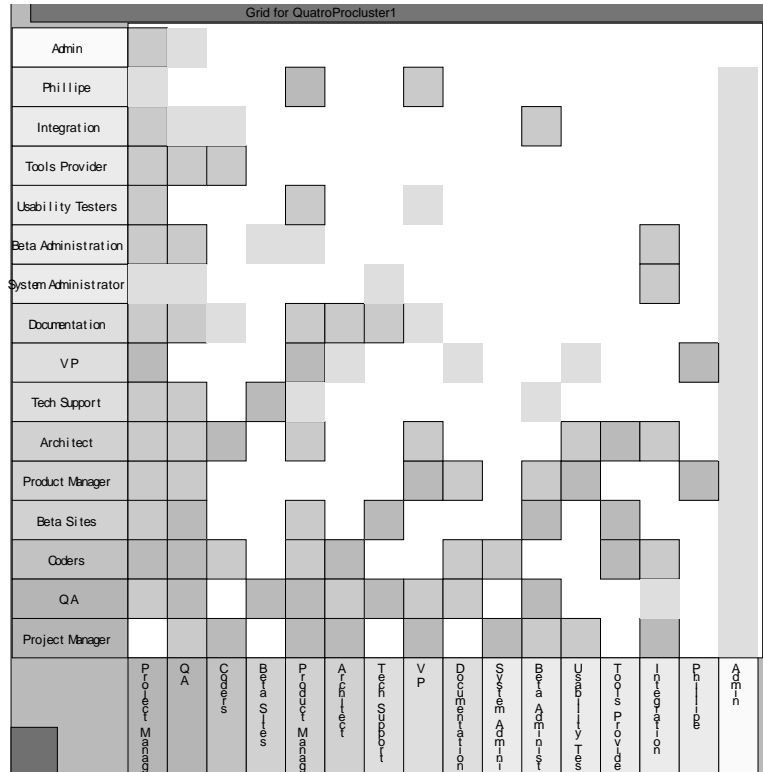 Grid for QuatroProcluster1
Admin
Phillipe
Integration
Tools Provider
Usability Testers
Beta Administration
System Administrator
Documentation
VP
Tech Support
Architect
Product Manager
Beta Sites
Coders
QA
Project Manager
Project Manag
QA
Coders
Beta Sites
Product Manag
Architect
Tech Support
VP
Documentation
System Admini
Beta Administ
Usability Tes
Tools Provide
Integration
Phillipe
Admin